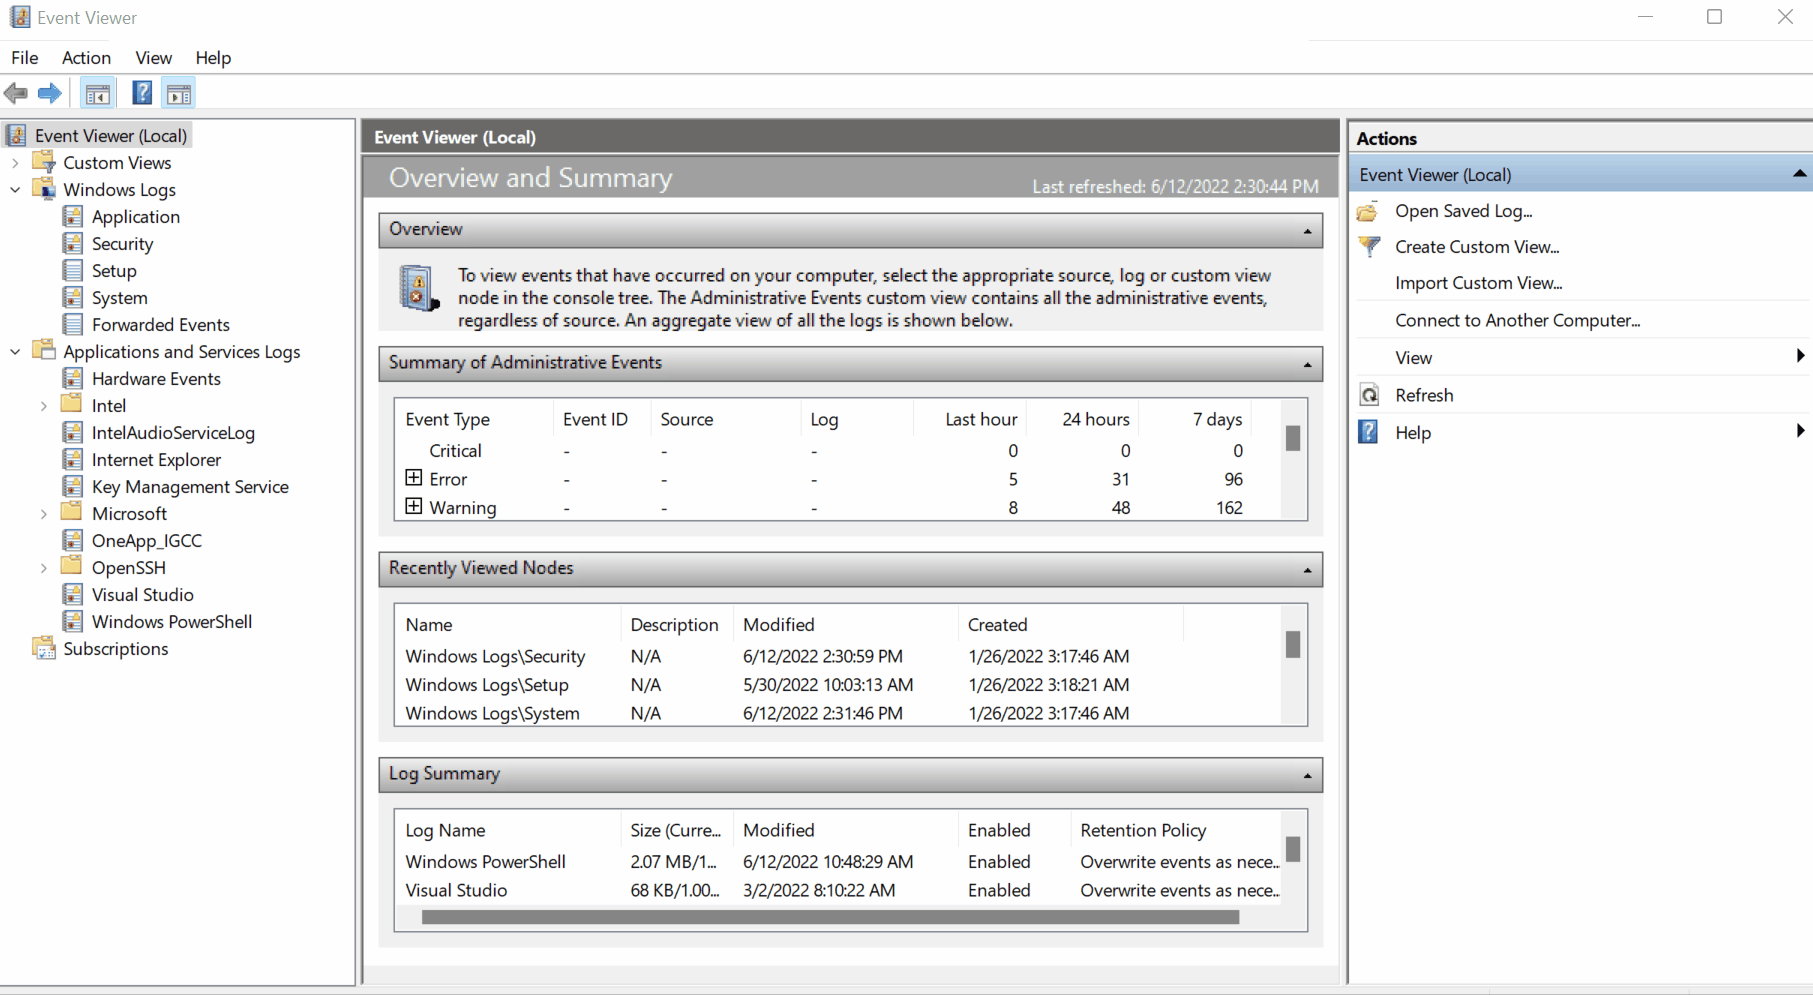 Event Viewer
File Action View Help
Event Viewer (Local)
Custom Views
Windows Logs
Application
Security
Setup
System
Forwarded Events
Applications and Services Logs
Hardware Events
Intel
IntelAudioServiceLog
Internet Explorer
Key Management Service
Microsoft
OneApp_IGCC
OpenSSH
Visual Studio
Windows PowerShell
Subscriptions
Event Viewer (Local)
Overview and Summary
Last refreshed: 6/12/2022 2:30:44 PM
Overview
To view events that have occurred on your computer, select the appropriate source, log or custom view
node in the console tree. The Administrative Events custom view contains all the administrative events,
regardless of source. An aggregate view of all the logs is shown below.
Summary of Administrative Events
Event Type Event ID Source Log Last hour 24 hours 7 days
Critical - - - 0 0 0
Error - - - 5 31 96
Warning - - - 8 48 162
Recently Viewed Nodes
Name Description Modified Created
Windows Logs\Security N/A 6/12/2022 2:30:59 PM 1/26/2022 3:17:46 AM
Windows Logs\Setup N/A 5/30/2022 10:03:13 AM 1/26/2022 3:18:21 AM
Windows Logs\System N/A 6/12/2022 2:31:46 PM 1/26/2022 3:17:46 AM
Log Summary
Log Name Size (Curre... Modified Enabled Retention Policy
Windows PowerShell 2.07 MB/1... 6/12/2022 10:48:29 AM Enabled Overwrite events as nece...
Visual Studio 68 KB/1.00... 3/2/2022 8:10:22 AM Enabled Overwrite events as nece...
Actions
Event Viewer (Local)
Open Saved Log...
Create Custom View...
Import Custom View...
Connect to Another Computer...
View
Refresh
Help